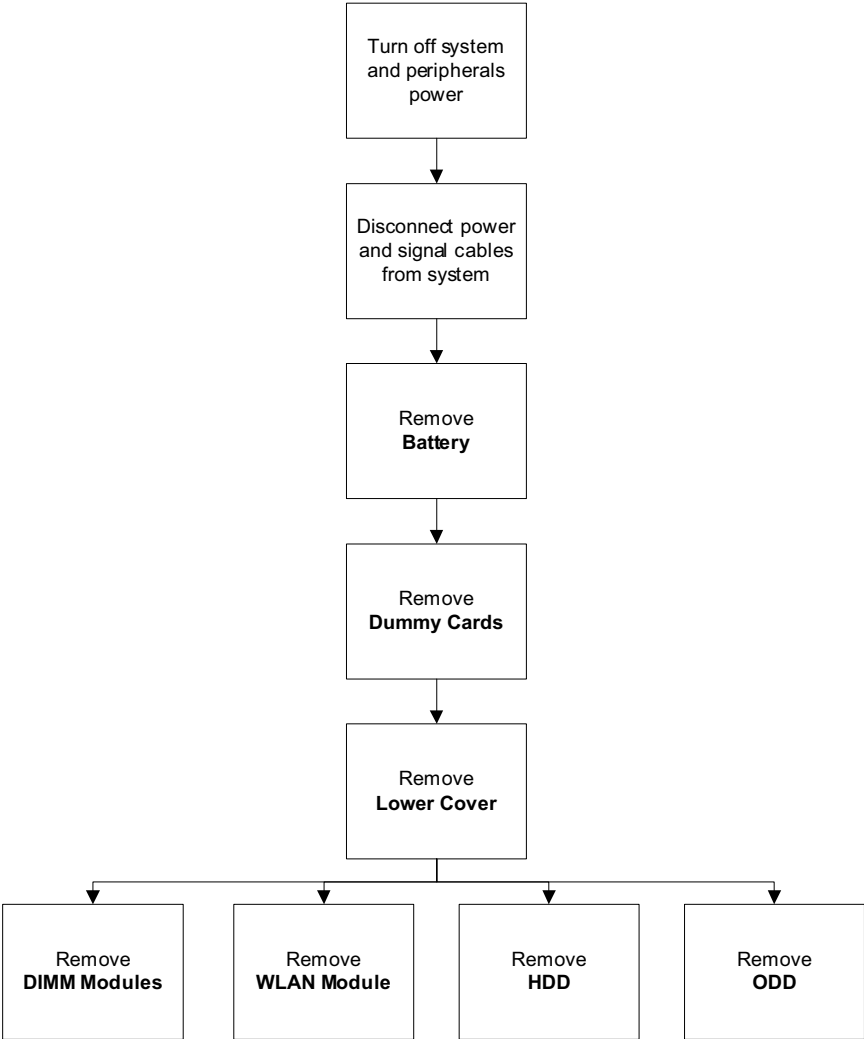 Turn off system
and peripherals
power
Disconnect power
and signal cables
from system
Remove
Battery
Remove
Dummy Cards
Remove
Lower Cover
Remove
DIMM Modules
Remove
WLAN Module
Remove
HDD
Remove
ODD